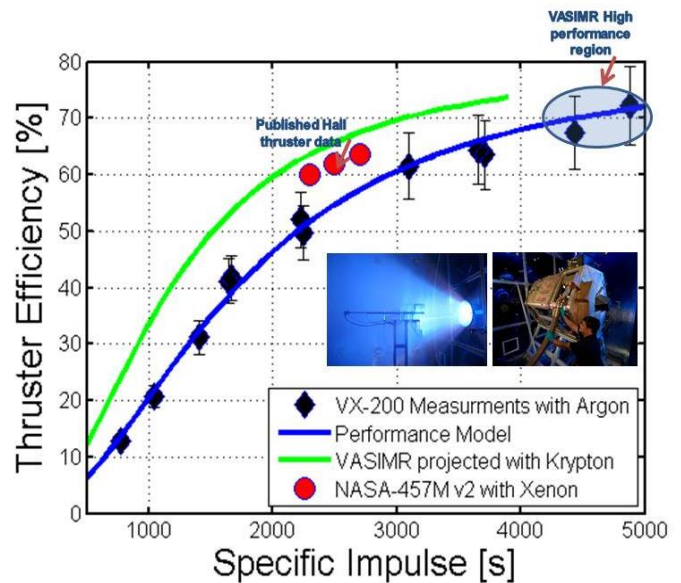 VASIMR High
performance
region
Published Hall
thruster data
Thruster Efficiency [%]
80
70
60
50
40
30
20
10
0
VX-200 Measurments with Argon
Performance Model
VASIMR projected with Krypton
NASA-457M v2 with Xenon
1000
2000
3000
4000
5000
Specific Impulse [s]